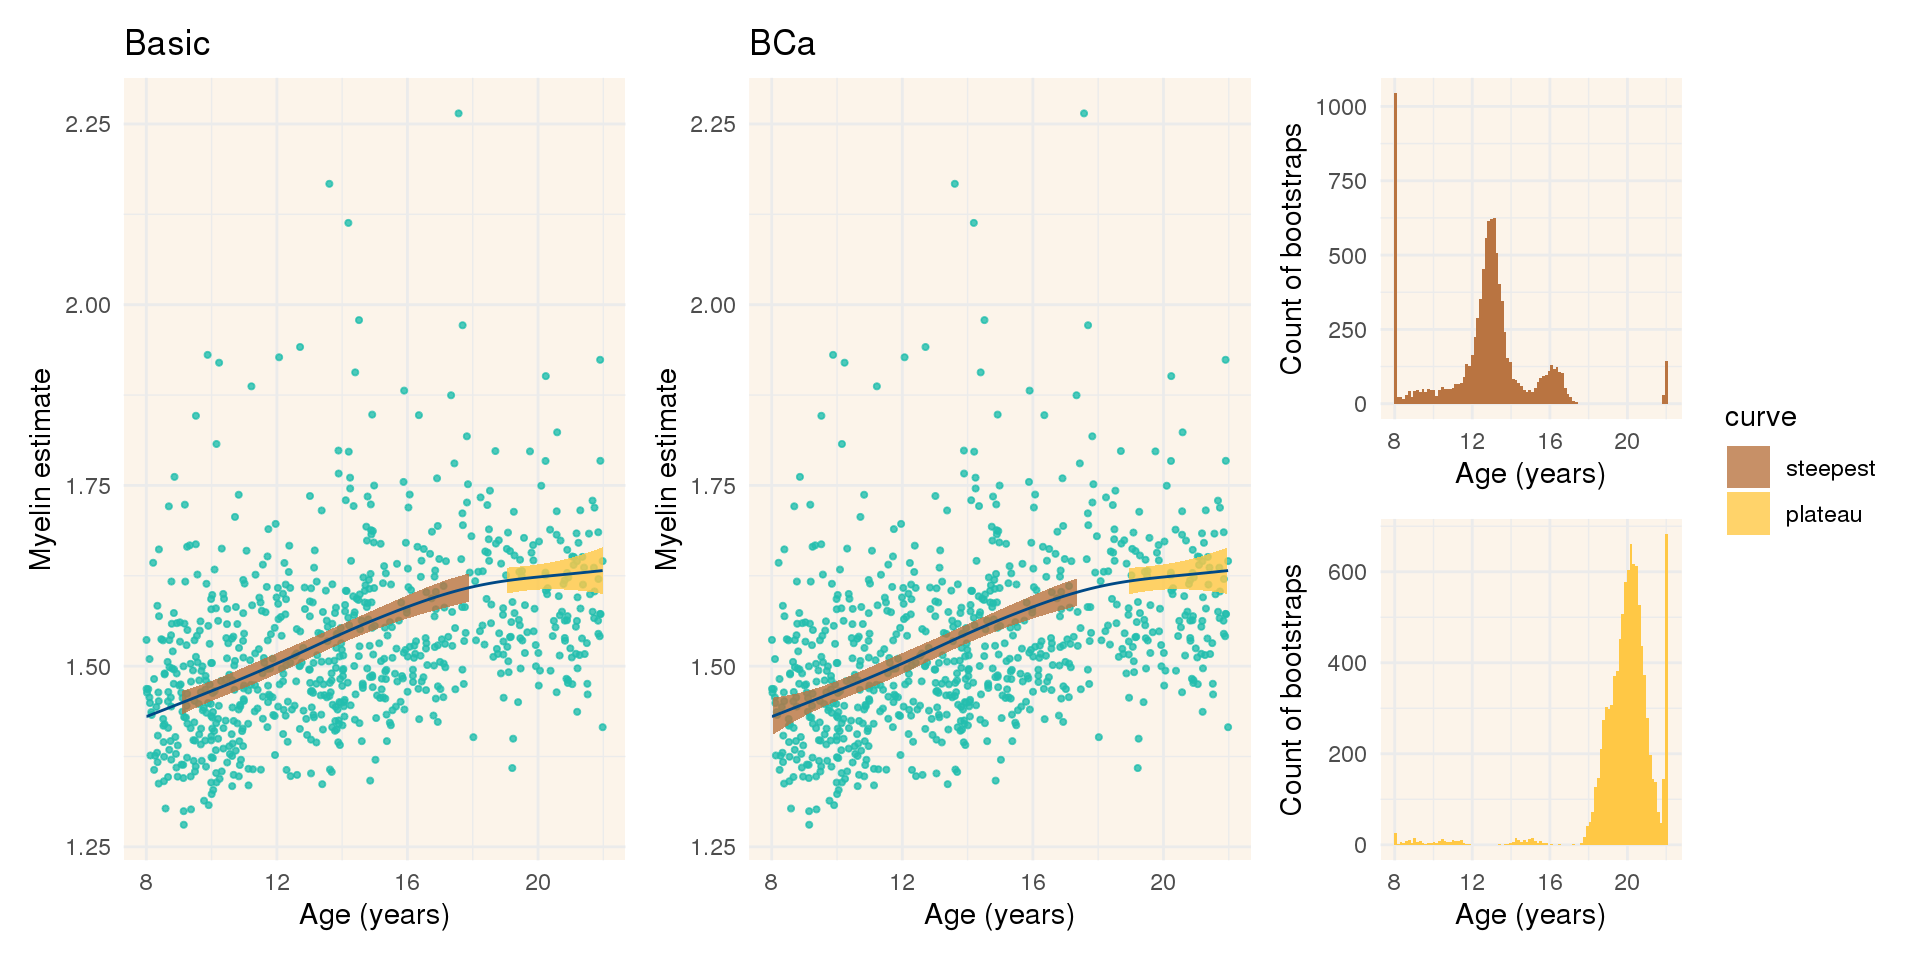 Basic
Myelin estimate
2.25
2.00
1.75
1.50
1.25
8 12 16 20
Age (years)
BCa
Myelin estimate
2.25
2.00
1.75
1.50
1.25
8 12 16 20
Age (years)
Count of bootstraps
1000
750
500
250
0
8 12 16 20
Age (years)
Count of bootstraps
600
400
200
0
8 12 16 20
Age (years)
curve
steepest
plateau